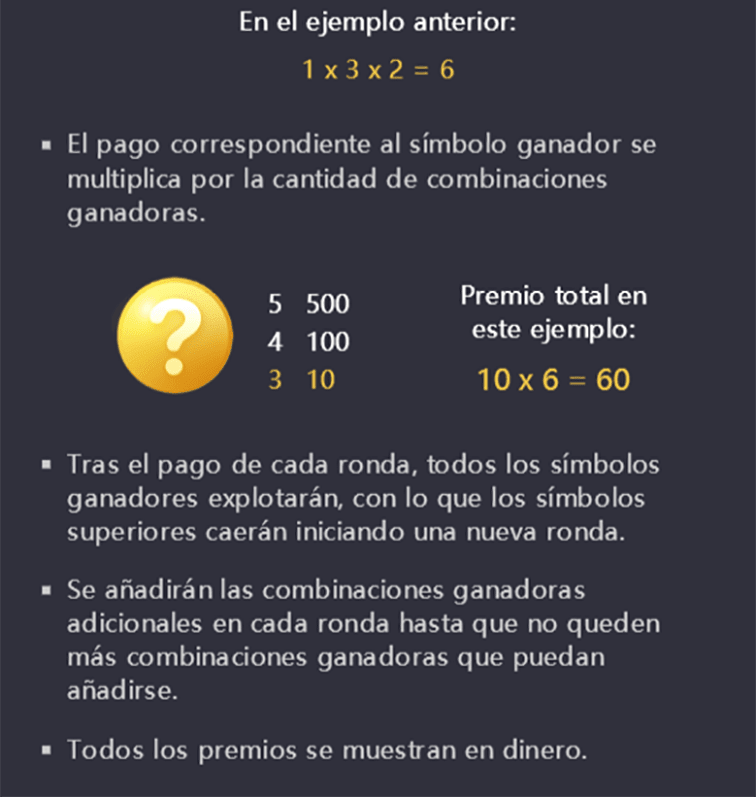 En el ejemplo anterior:
1 x 3 x 2 = 6
▪ El pago correspondiente al símbolo ganador se
multiplica por la cantidad de combinaciones
ganadoras.
?
5 500
4 100
3 10
Premio total en
este ejemplo:
10 x 6 = 60
▪ Tras el pago de cada ronda, todos los símbolos
ganadores explotarán, con lo que los símbolos
superiores caerán iniciando una nueva ronda.
▪ Se añadirán las combinaciones ganadoras
adicionales en cada ronda hasta que no queden
más combinaciones ganadoras que puedan
añadirse.
▪ Todos los premios se muestran en dinero.